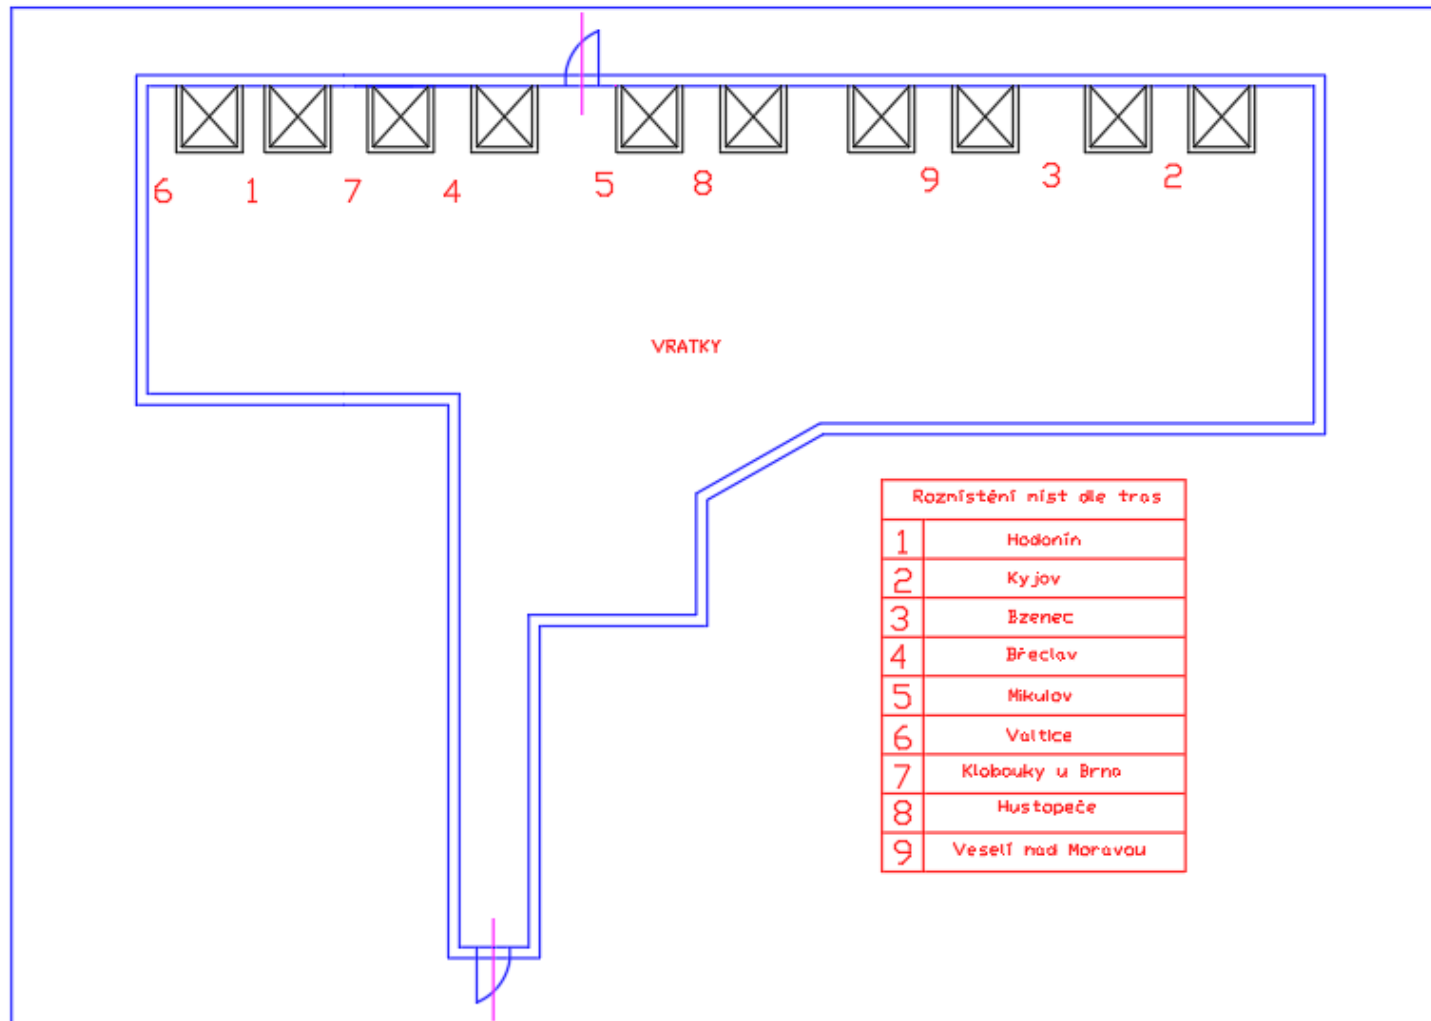 6 1 7 4 5 8 9 3 2
VRATKY
Rozmístění míst dle tras
1 Hodonín
2 Kyjov
3 Bzenec
4 Břeclav
5 Mikulov
6 Valtice
7 Klobouky u Brna
8 Hustopeče
9 Veselí nad Moravou